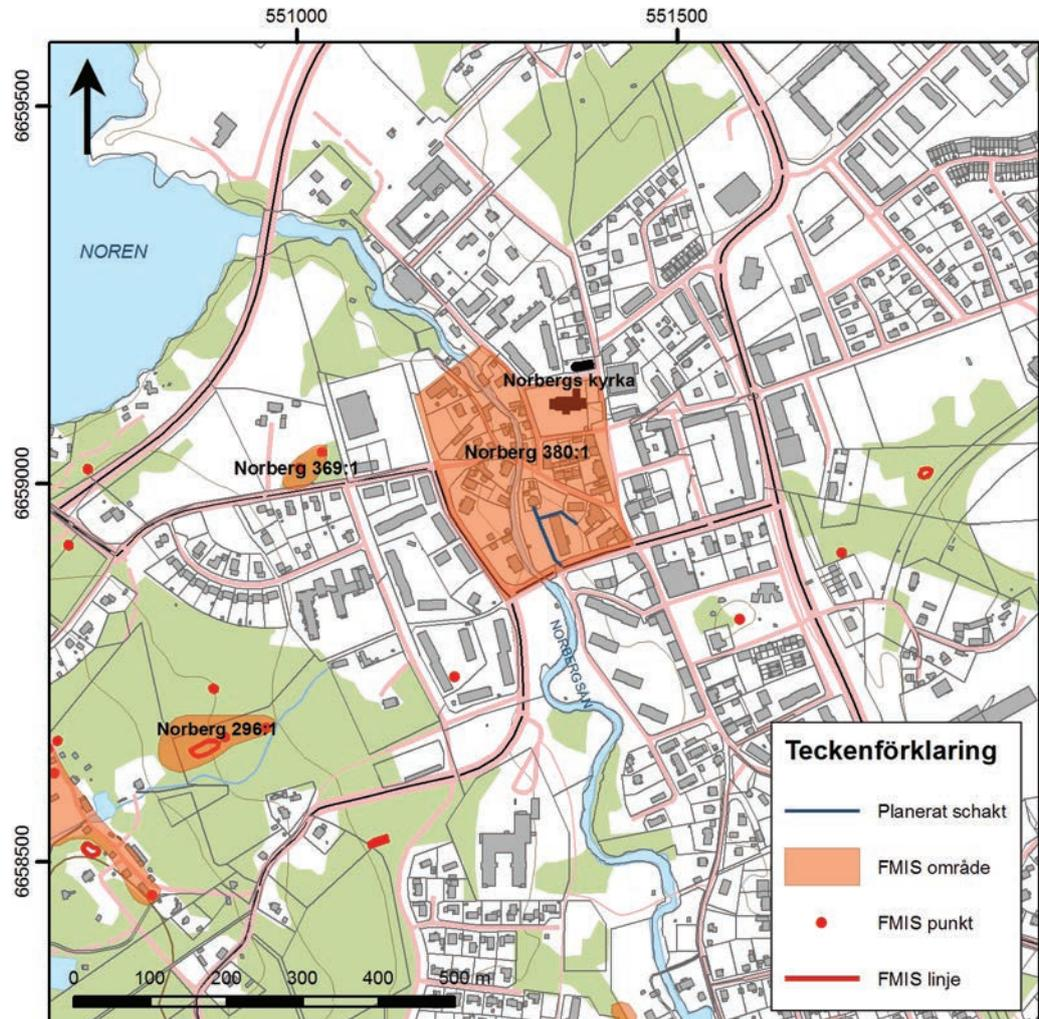 551000
551500
6659500
6659000
6658500
NOREN
Norbergs kyrka
Norberg 380:1
Norberg 369:1
NORBERGSÅN
Norberg 296:1
Teckenförklaring
Planerat schakt
FMIS område
FMIS punkt
FMIS linje
0 100 200 300 400 500 m